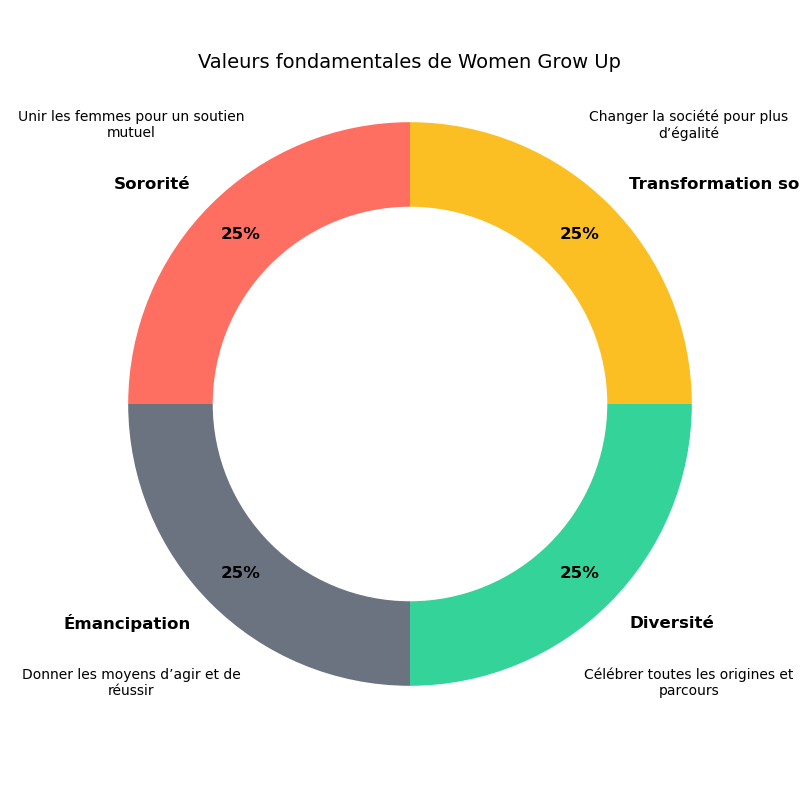 Valeurs fondamentales de Women Grow Up
Unir les femmes pour un soutien
mutuel
Changer la société pour plus
d’égalité
Sororité
Transformation so
25%
25%
25%
25%
Émancipation
Diversité
Donner les moyens d’agir et de
réussir
Célébrer toutes les origines et
parcours